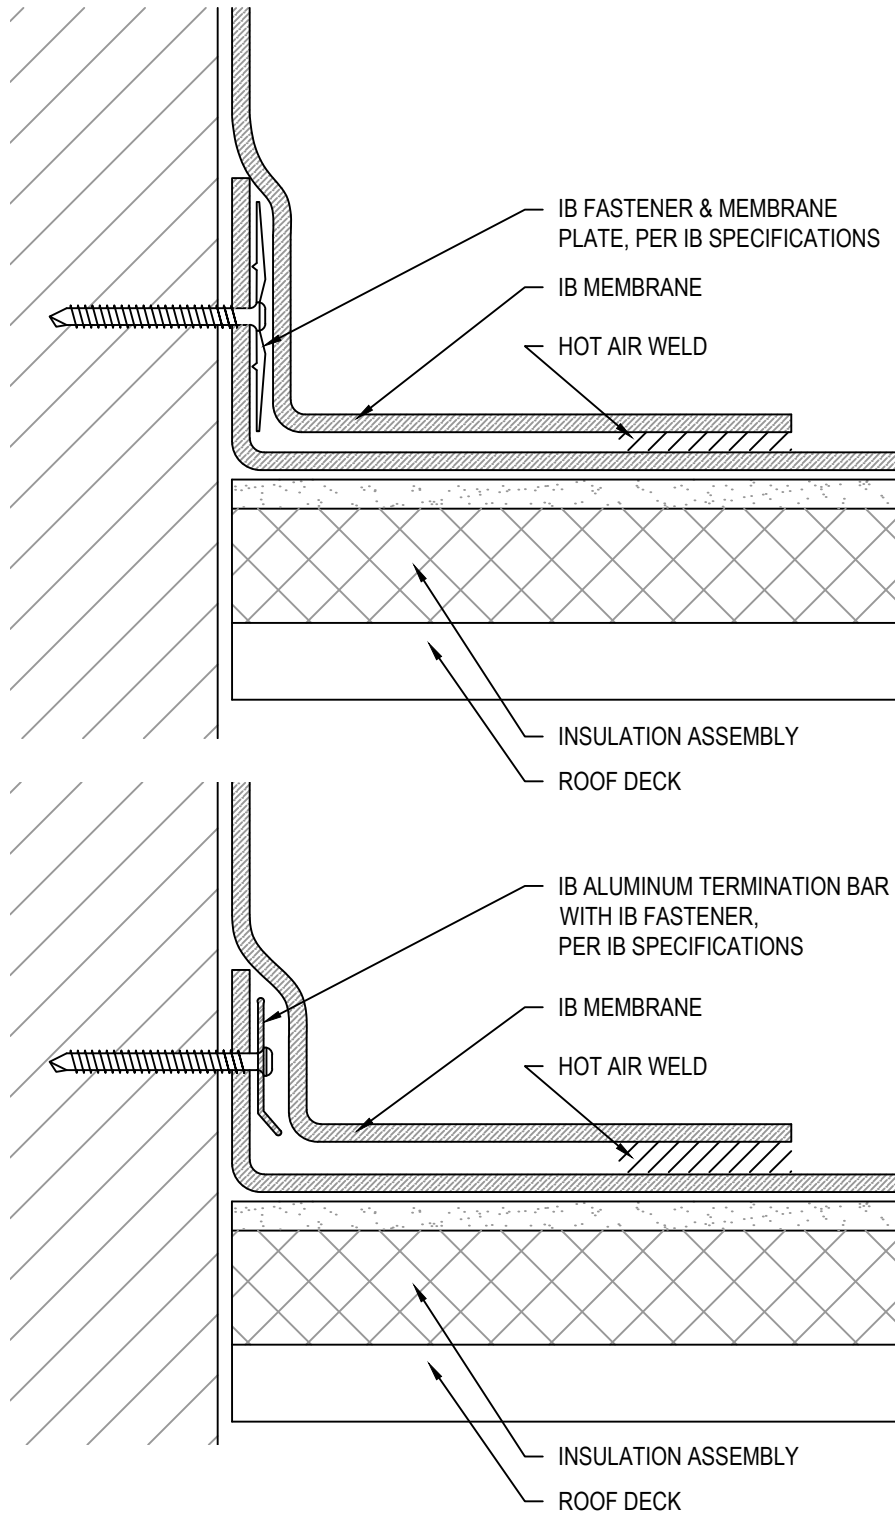 IB FASTENER & MEMBRANE
PLATE, PER IB SPECIFICATIONS
IB MEMBRANE
HOT AIR WELD
INSULATION ASSEMBLY
ROOF DECK
IB ALUMINUM TERMINATION BAR
WITH IB FASTENER,
PER IB SPECIFICATIONS
IB MEMBRANE
HOT AIR WELD
INSULATION ASSEMBLY
ROOF DECK